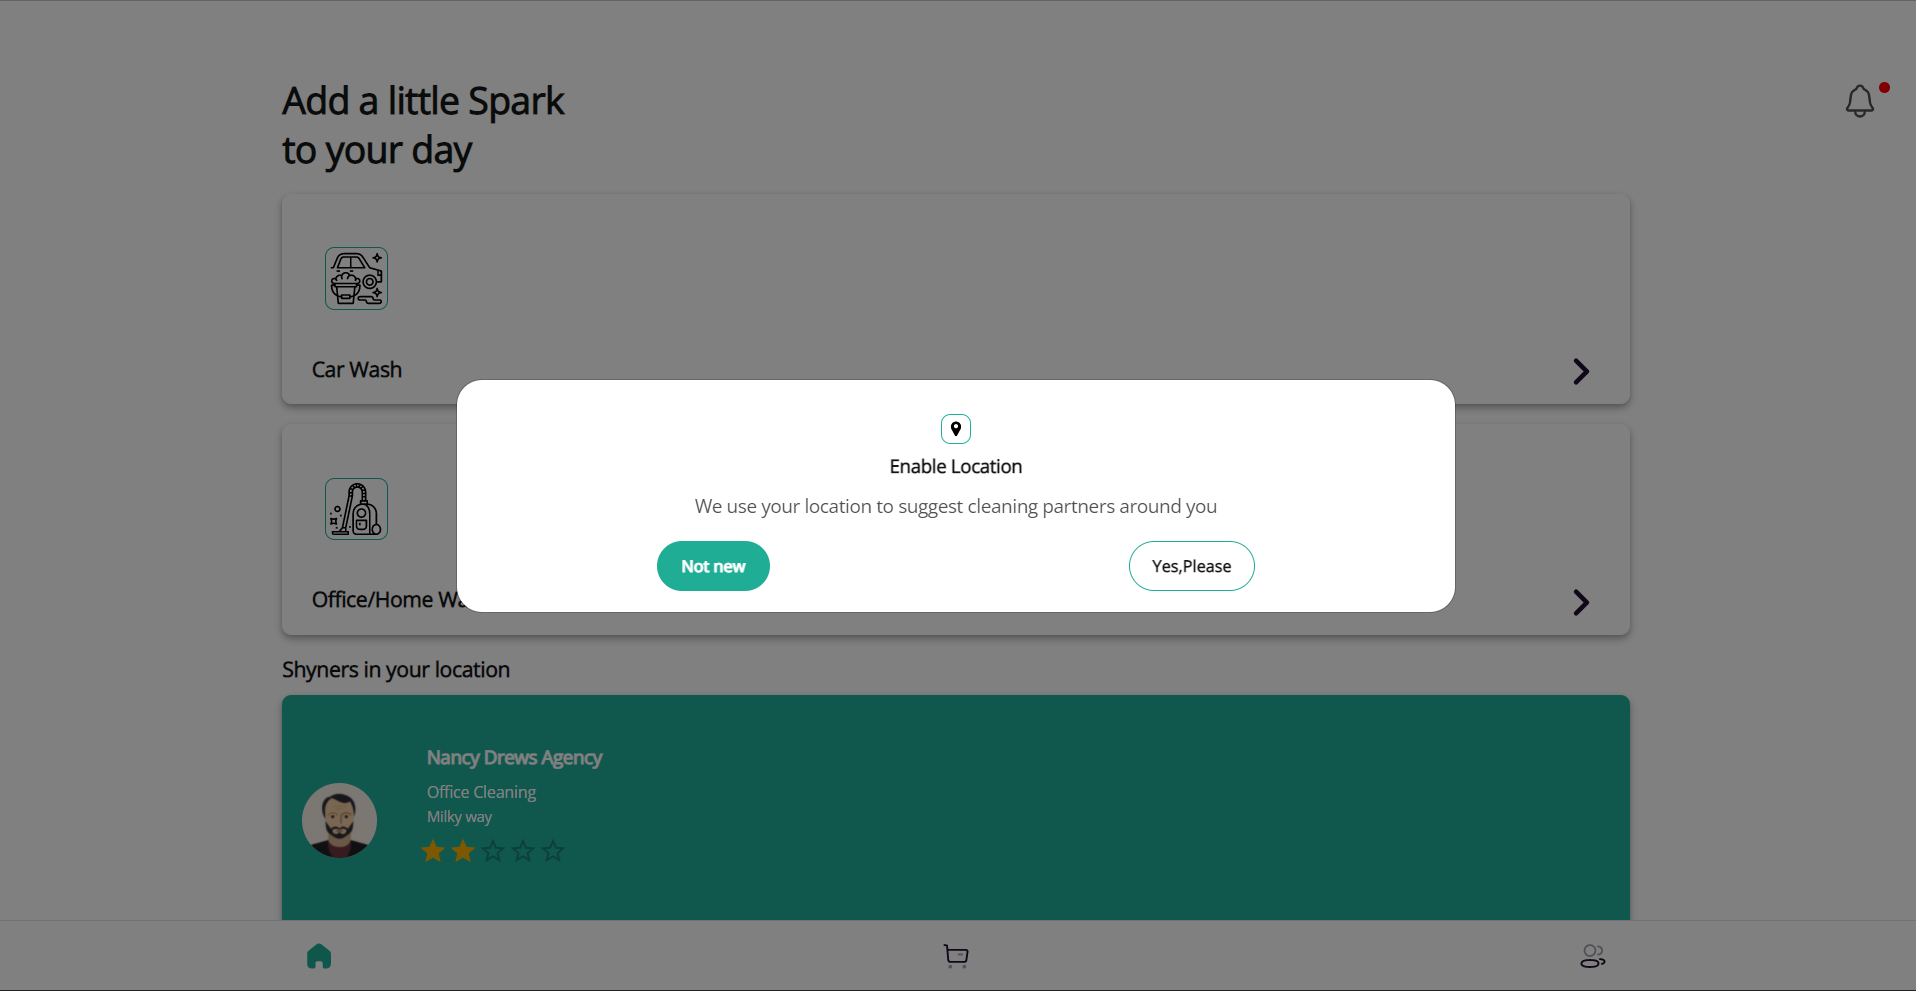 Add a little Spark
to your day
Car Wash
Enable Location
We use your location to suggest cleaning partners around you
Not new
Yes,Please
Office/Home Wa
Shyners in your location
Nancy Drews Agency
Office Cleaning
Milky way